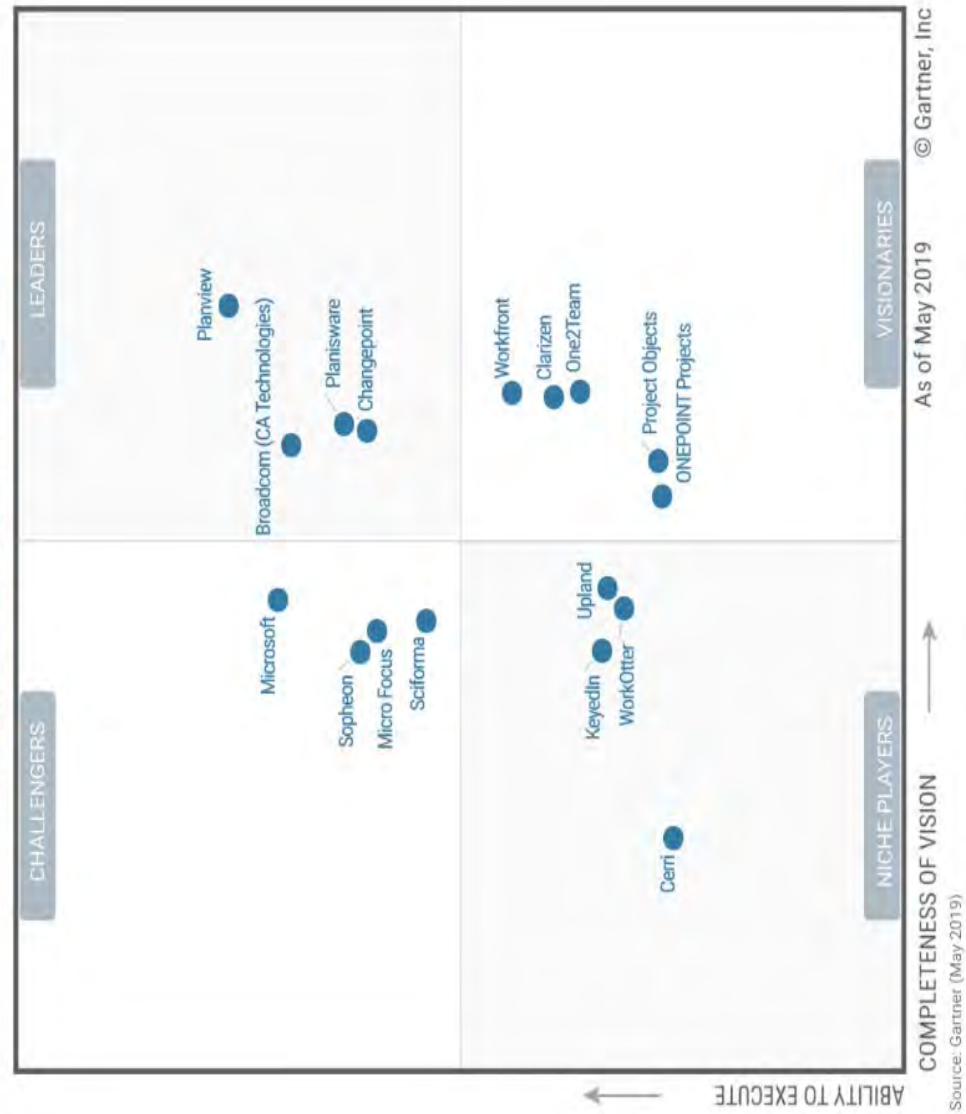 CHALLENGERS
LEADERS
Planview
Microsoft
Broadcom (CA Technologies)
Planisware
Sopheon
Changepoint
Micro Focus
Sciforma
Workfront
Clarizen
One2Team
KeyedIn
Upland
WorkOtter
Project Objects
ONEPOINT Projects
Cerri
NICHE PLAYERS
VISIONARIES
ABILITY TO EXECUTE
COMPLETENESS OF VISION
As of May 2019
© Gartner, Inc
Source: Gartner (May 2019)